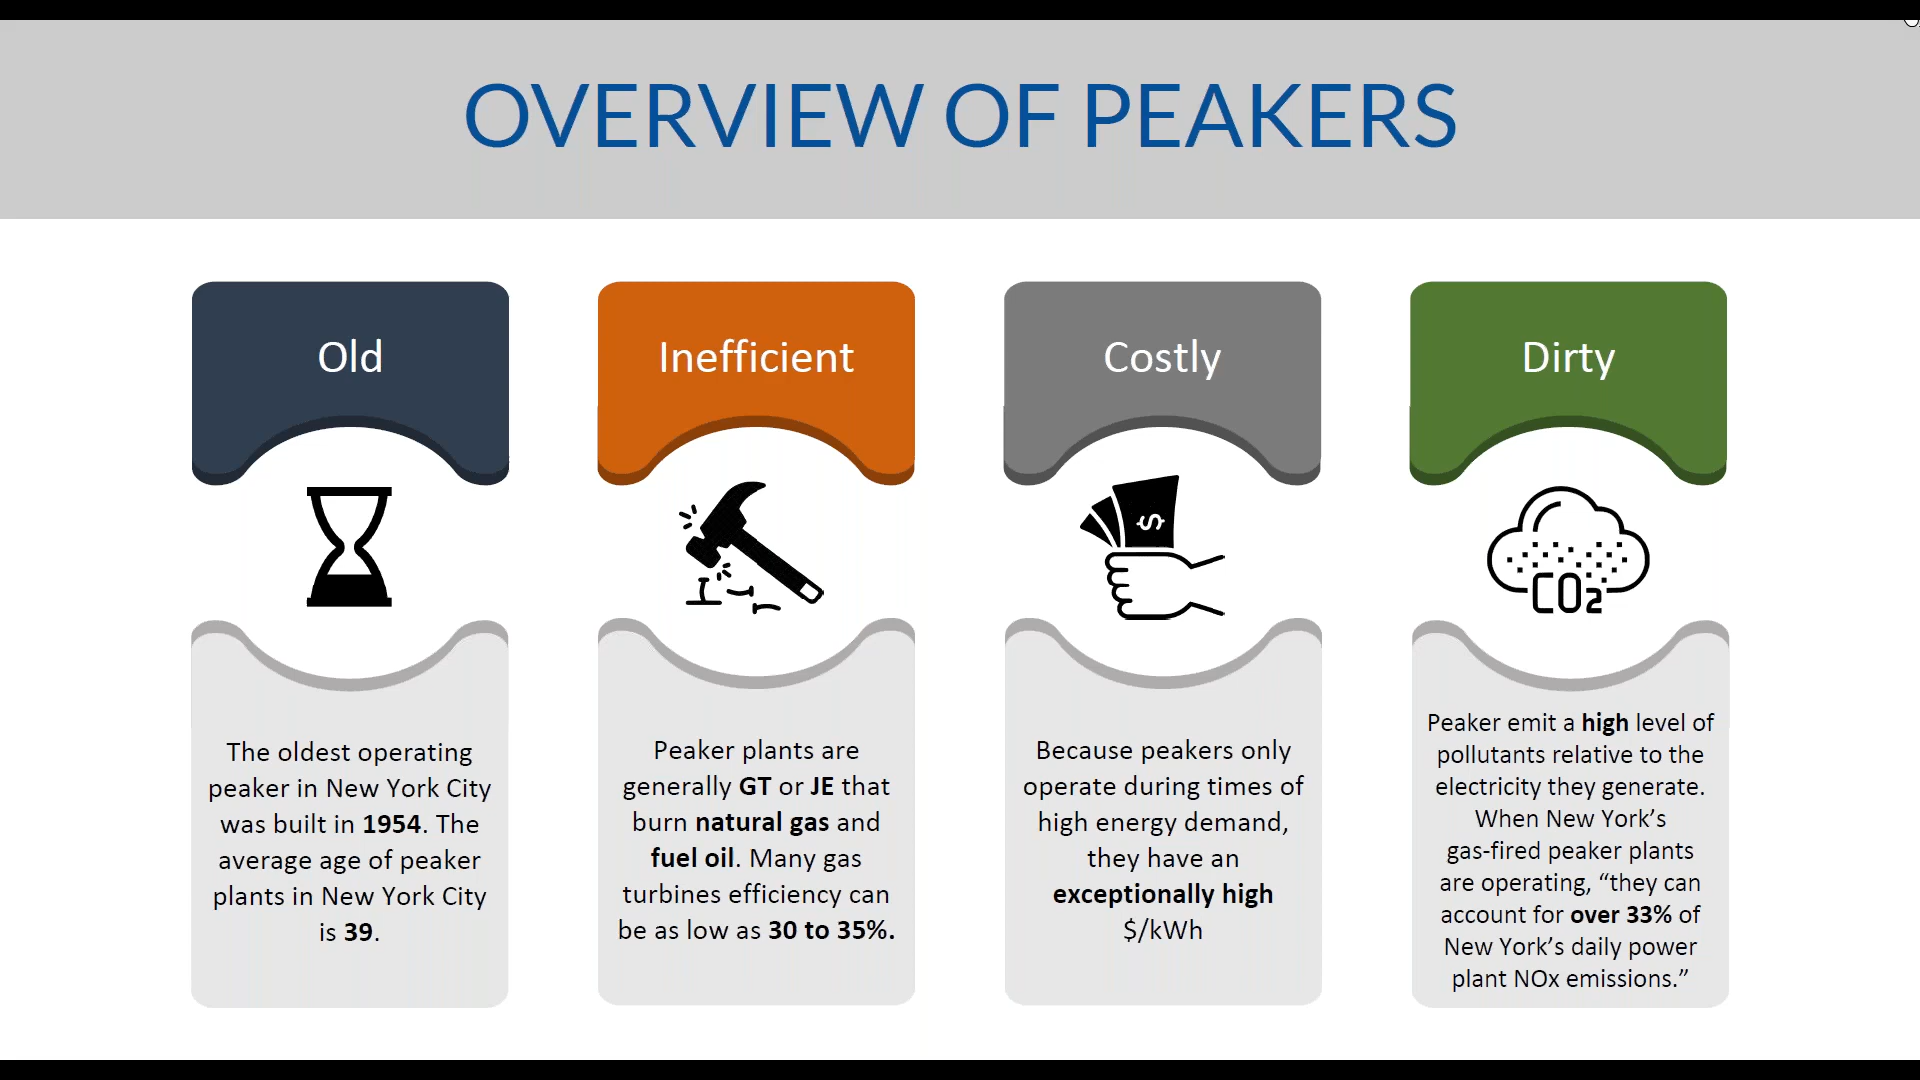 OVERVIEW OF PEAKERS
Old
Inefficient
Costly
Dirty
$
CO2
The oldest operating
peaker in New York City
was built in 1954. The
average age of peaker
plants in New York City
is 39.
Peaker plants are
generally GT or JE that
burn natural gas and
fuel oil. Many gas
turbines efficiency can
be as low as 30 to 35%.
Because peakers only
operate during times of
high energy demand,
they have an
exceptionally high
$/kWh
Peaker emit a high level of
pollutants relative to the
electricity they generate.
When New York’s
gas-fired peaker plants
are operating, “they can
account for over 33% of
New York’s daily power
plant NOx emissions.”